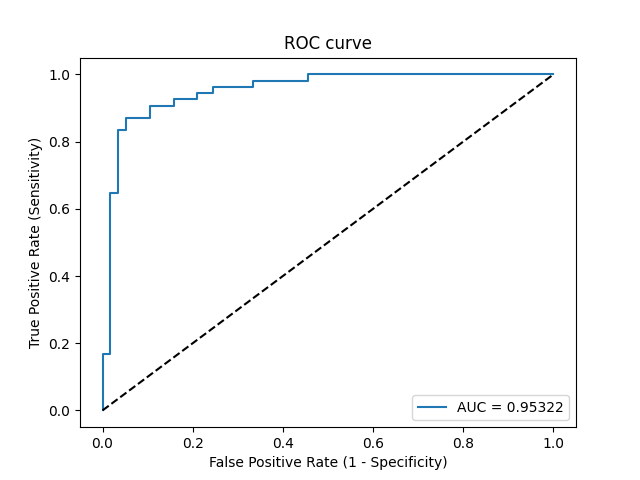 ROC curve
True Positive Rate (Sensitivity)
1.0
0.8
0.6
0.4
0.2
0.0
AUC = 0.95322
0.0 0.2 0.4 0.6 0.8 1.0
False Positive Rate (1 - Specificity)